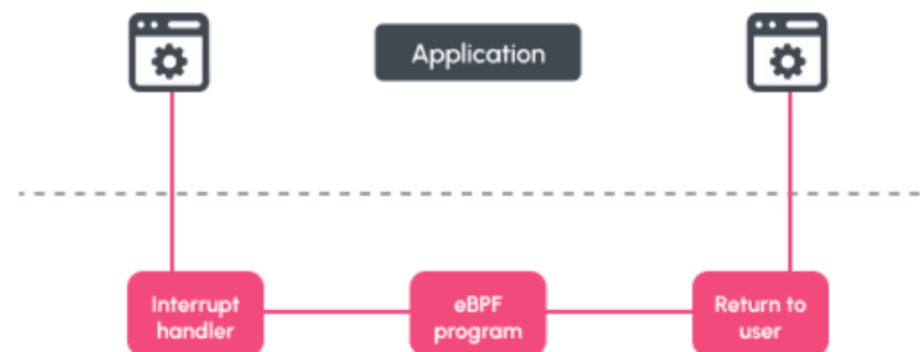 Application
Interrupt
handler
eBPF
program
Return to
user